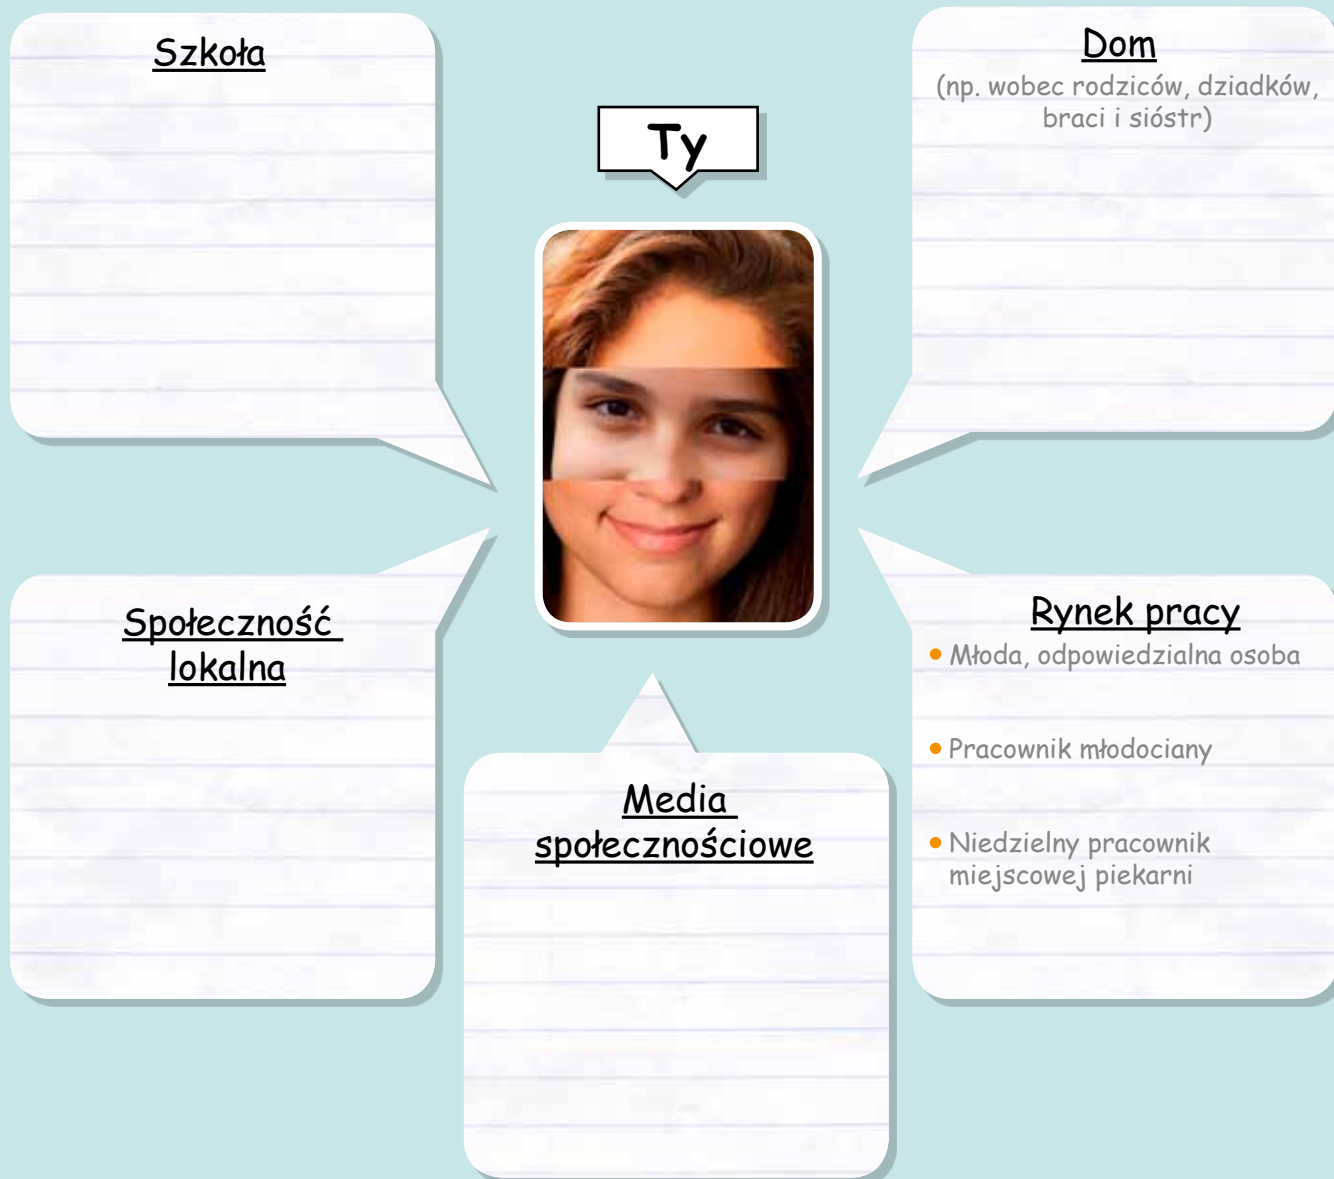 Szkoła
Dom
(np. wobec rodziców, dziadków,
braci i sióstr)
Ty
Społeczność
lokalna
Rynek pracy
• Młoda, odpowiedzialna osoba
• Pracownik młodociany
• Niedzielny pracownik
miejscowej piekarni
Media
społecznościowe